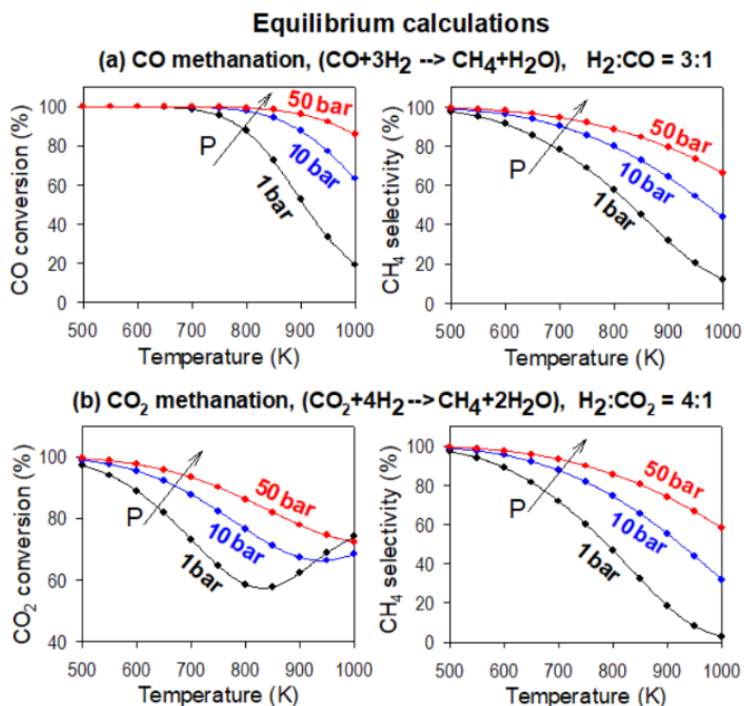 Equilibrium calculations
(a) CO methanation, (CO+3H₂ --> CH₄+H₂O), H₂:CO = 3:1
CO conversion (%)
100
80
60
40
20
0
500 600 700 800 900 1000
Temperature (K)
P
50 bar
10 bar
1 bar
CH₄ selectivity (%)
100
80
60
40
20
0
500 600 700 800 900 1000
Temperature (K)
P
50 bar
10 bar
1 bar
(b) CO₂ methanation, (CO₂+4H₂-->CH₄+2H₂O), H₂:CO₂ = 4:1
CO₂ conversion (%)
100
80
60
40
500 600 700 800 900 1000
Temperature (K)
P
50 bar
10 bar
1 bar
CH₄ selectivity (%)
100
80
60
40
20
0
500 600 700 800 900 1000
Temperature (K)
P
50 bar
10 bar
1 bar